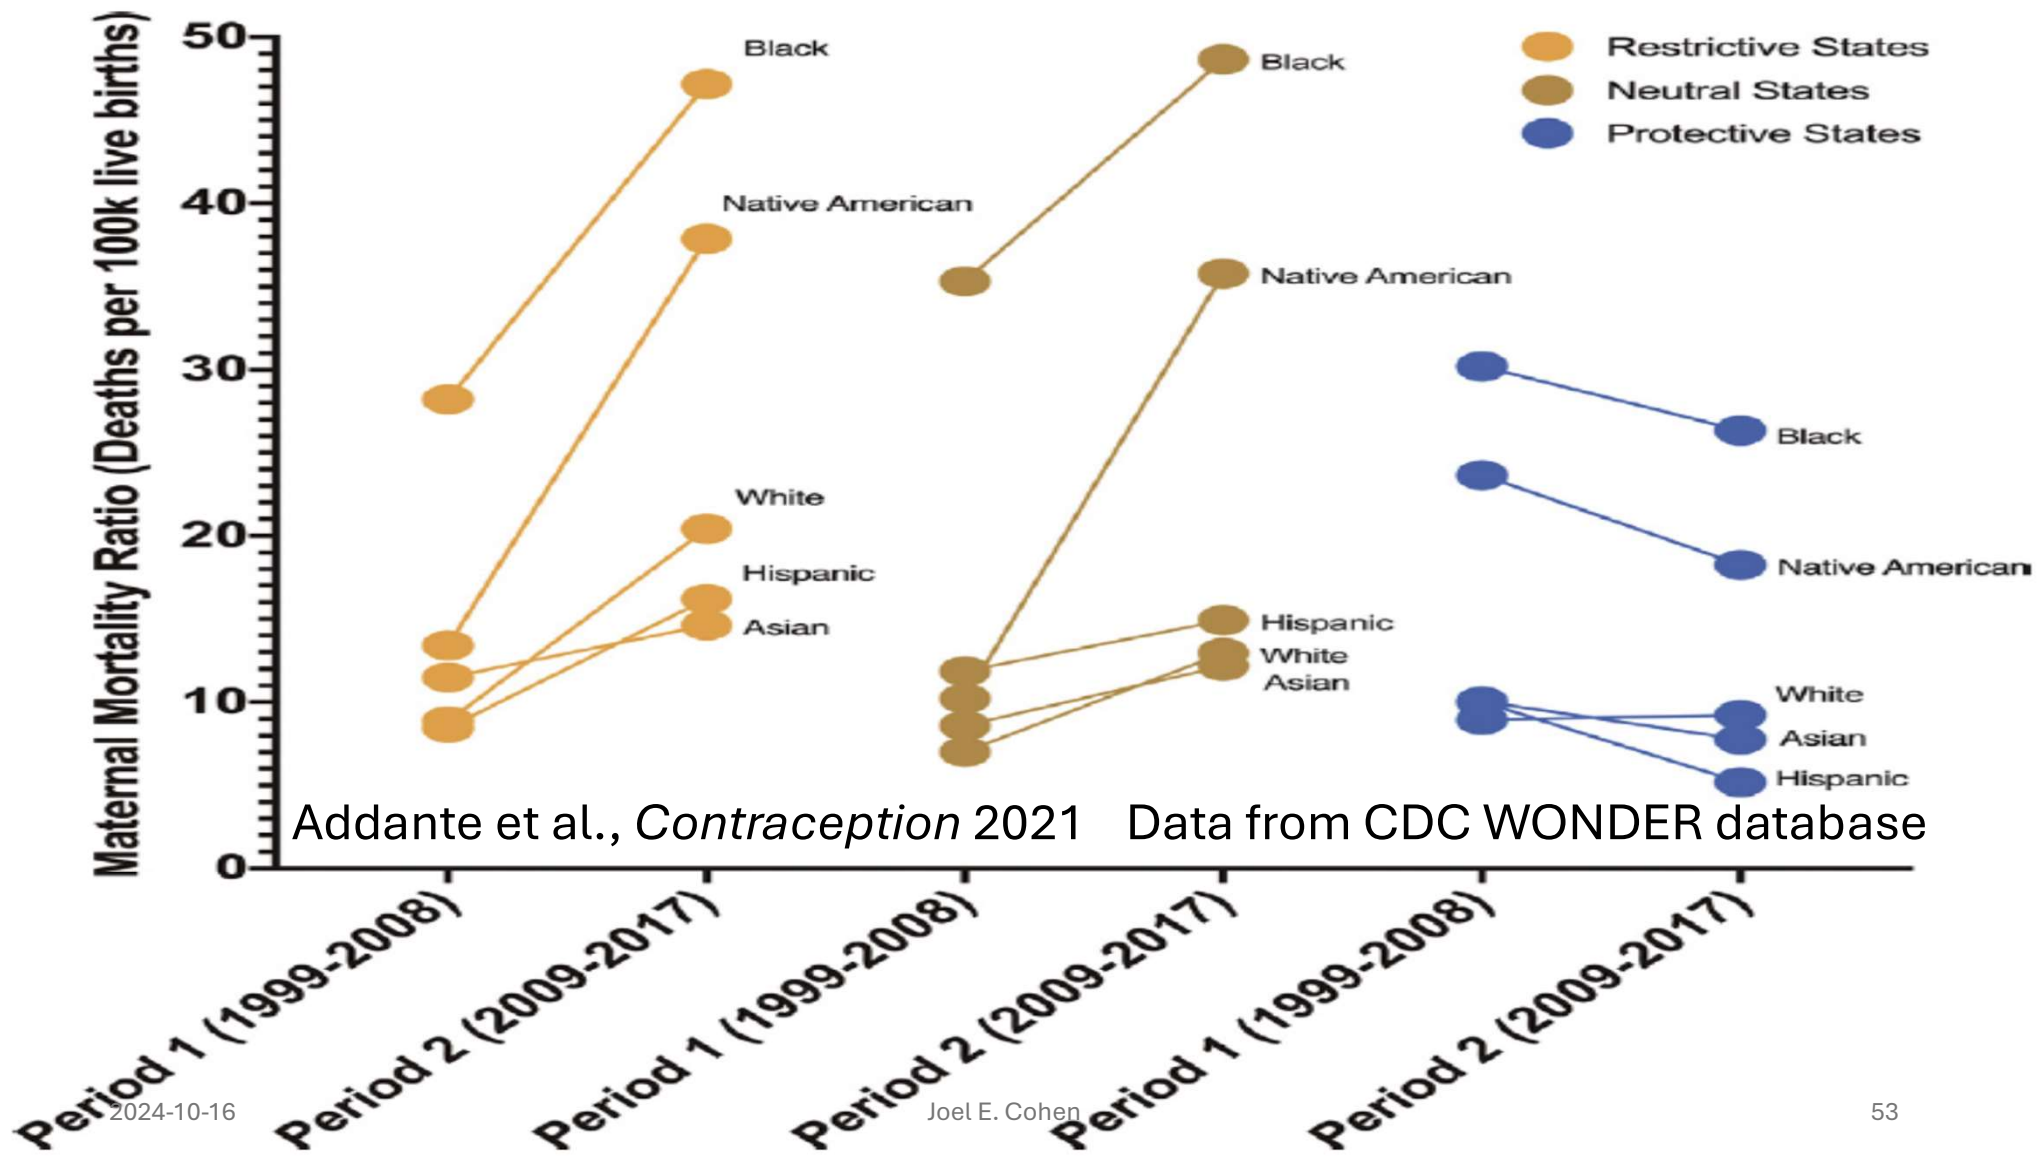 Maternal Mortality Ratio (Deaths per 100k live births)
50
40
30
20
10
0
Restrictive States
Neutral States
Protective States
Black
Native American
White
Hispanic
Asian
Black
Native American
Hispanic
White
Asian
Black
Native American
White
Asian
Hispanic
Addante et al., Contraception 2021 Data from CDC WONDER database
Period 1 (1999-2008)
Period 2 (2009-2017)
Period 1 (1999-2008)
Period 2 (2009-2017)
Period 1 (1999-2008)
Period 2 (2009-2017)
2024-10-16
Joel E. Cohen
53